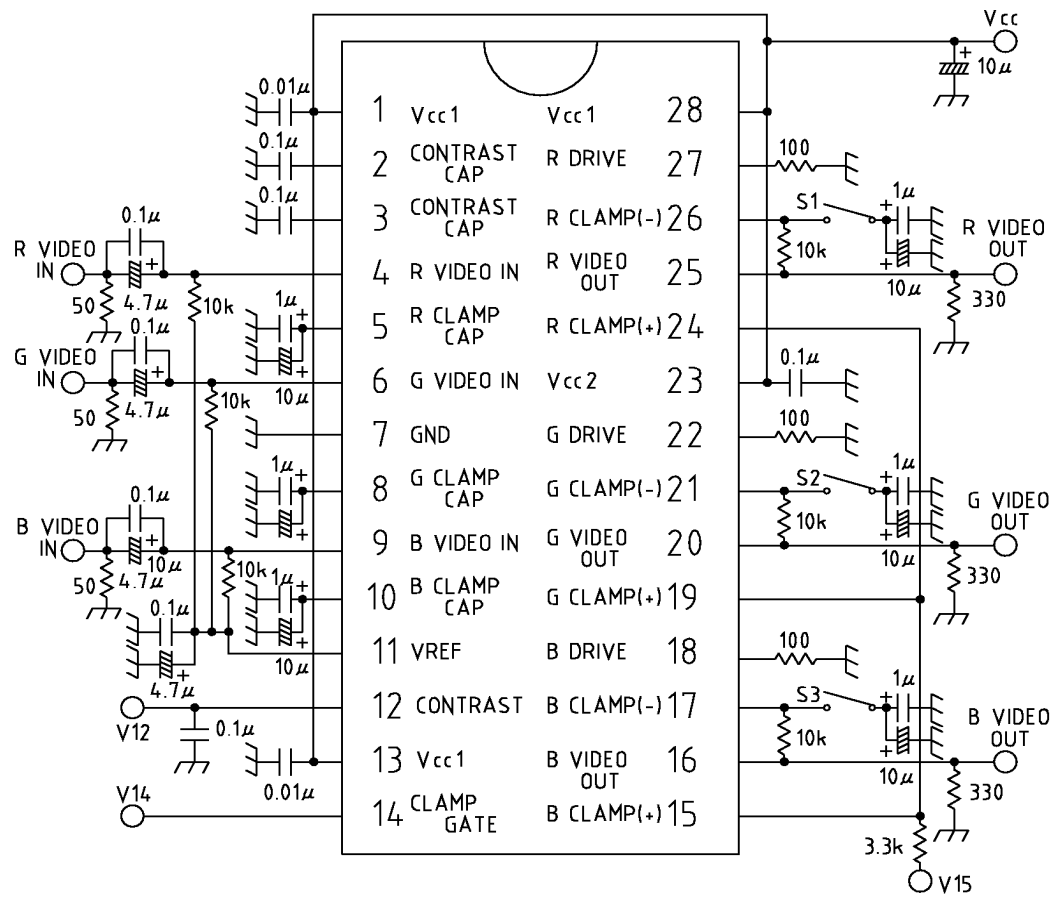 Vcc
10μ
0.01μ
1 Vcc1 Vcc1 28
0.1μ
2 CONTRAST CAP R DRIVE 27
100
0.1μ
3 CONTRAST CAP R CLAMP(-) 26
S1
1μ
10k
10μ
R VIDEO OUT
330
R VIDEO IN
0.1μ
50
4.7μ
10k
4 R VIDEO IN R VIDEO OUT 25
1μ
10μ
5 R CLAMP CAP R CLAMP(+) 24
G VIDEO IN
0.1μ
50
4.7μ
10k
6 G VIDEO IN Vcc2 23
0.1μ
7 GND G DRIVE 22
100
1μ
8 G CLAMP CAP G CLAMP(-) 21
S2
1μ
10k
10μ
G VIDEO OUT
330
B VIDEO IN
0.1μ
50
4.7μ
10μ
10k
9 B VIDEO IN G VIDEO OUT 20
1μ
10μ
10 B CLAMP CAP G CLAMP(+) 19
0.1μ
4.7μ
11 VREF B DRIVE 18
100
V12
0.1μ
12 CONTRAST B CLAMP(-) 17
S3
1μ
10k
10μ
B VIDEO OUT
330
0.01μ
13 Vcc1 B VIDEO OUT 16
V14
14 CLAMP GATE B CLAMP(+) 15
3.3k
V15